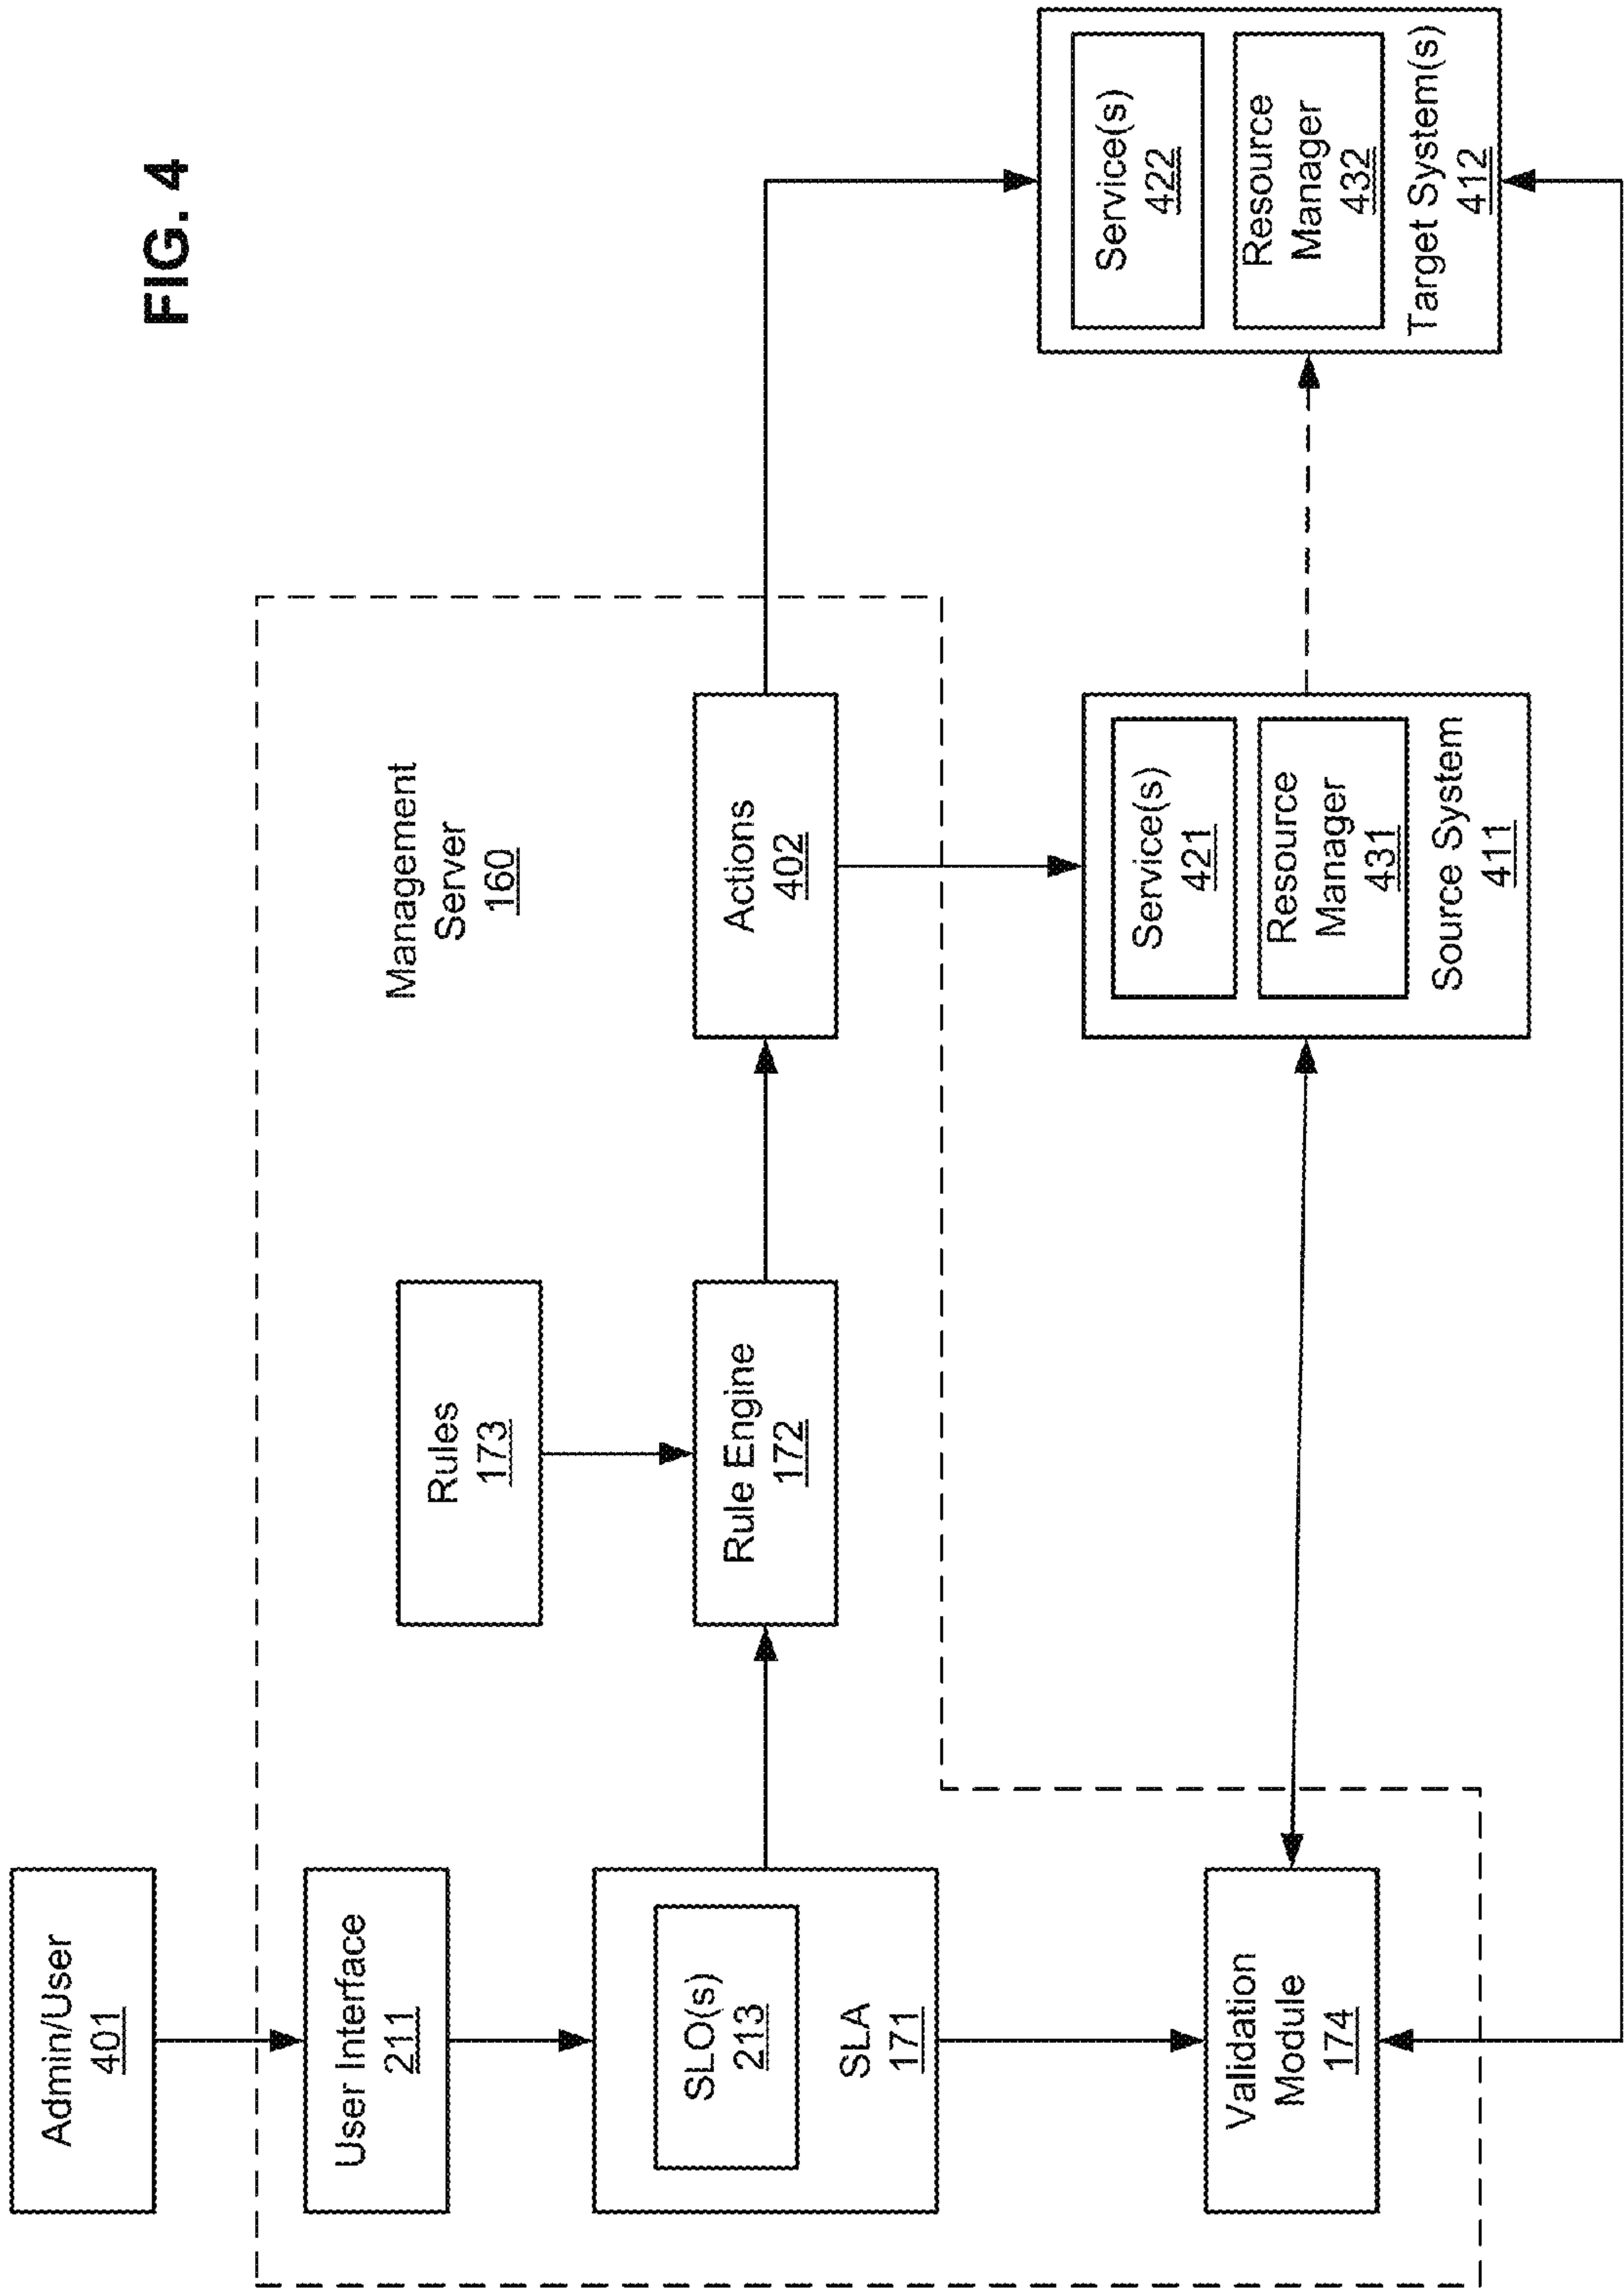 FIG. 4
Admin/User
401
User Interface
211
SLO(s)
213
SLA
171
Validation
Module
174
Rules
173
Rule Engine
172
Management
Server
160
Actions
402
Service(s)
421
Resource
Manager
431
Source System
411
Service(s)
422
Resource
Manager
432
Target System(s)
412